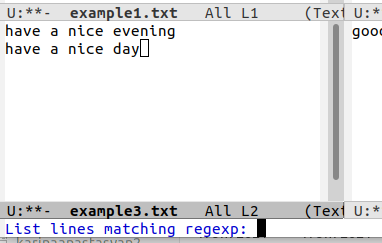 U:**-  example1.txt   All L1     (Text
U:
have a nice evening
good
have a nice day
U:**-  example3.txt   All L2     (Text
U:*
List lines matching regexp: